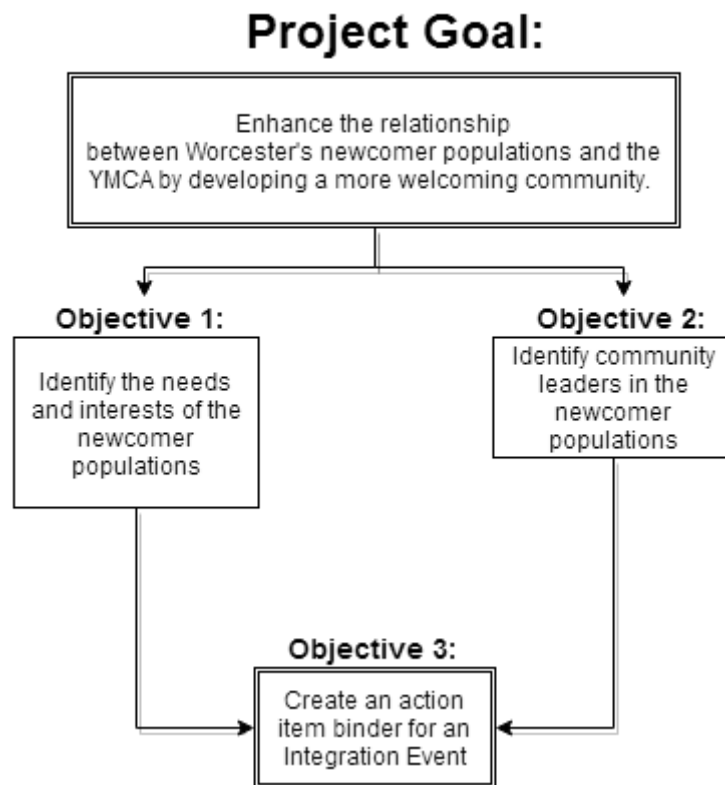 Project Goal:
Enhance the relationship
between Worcester's newcomer populations and the
YMCA by developing a more welcoming community.
Objective 1:
Identify the needs
and interests of the
newcomer
populations
Objective 2:
Identify community
leaders in the
newcomer
populations
Objective 3:
Create an action
item binder for an
Integration Event